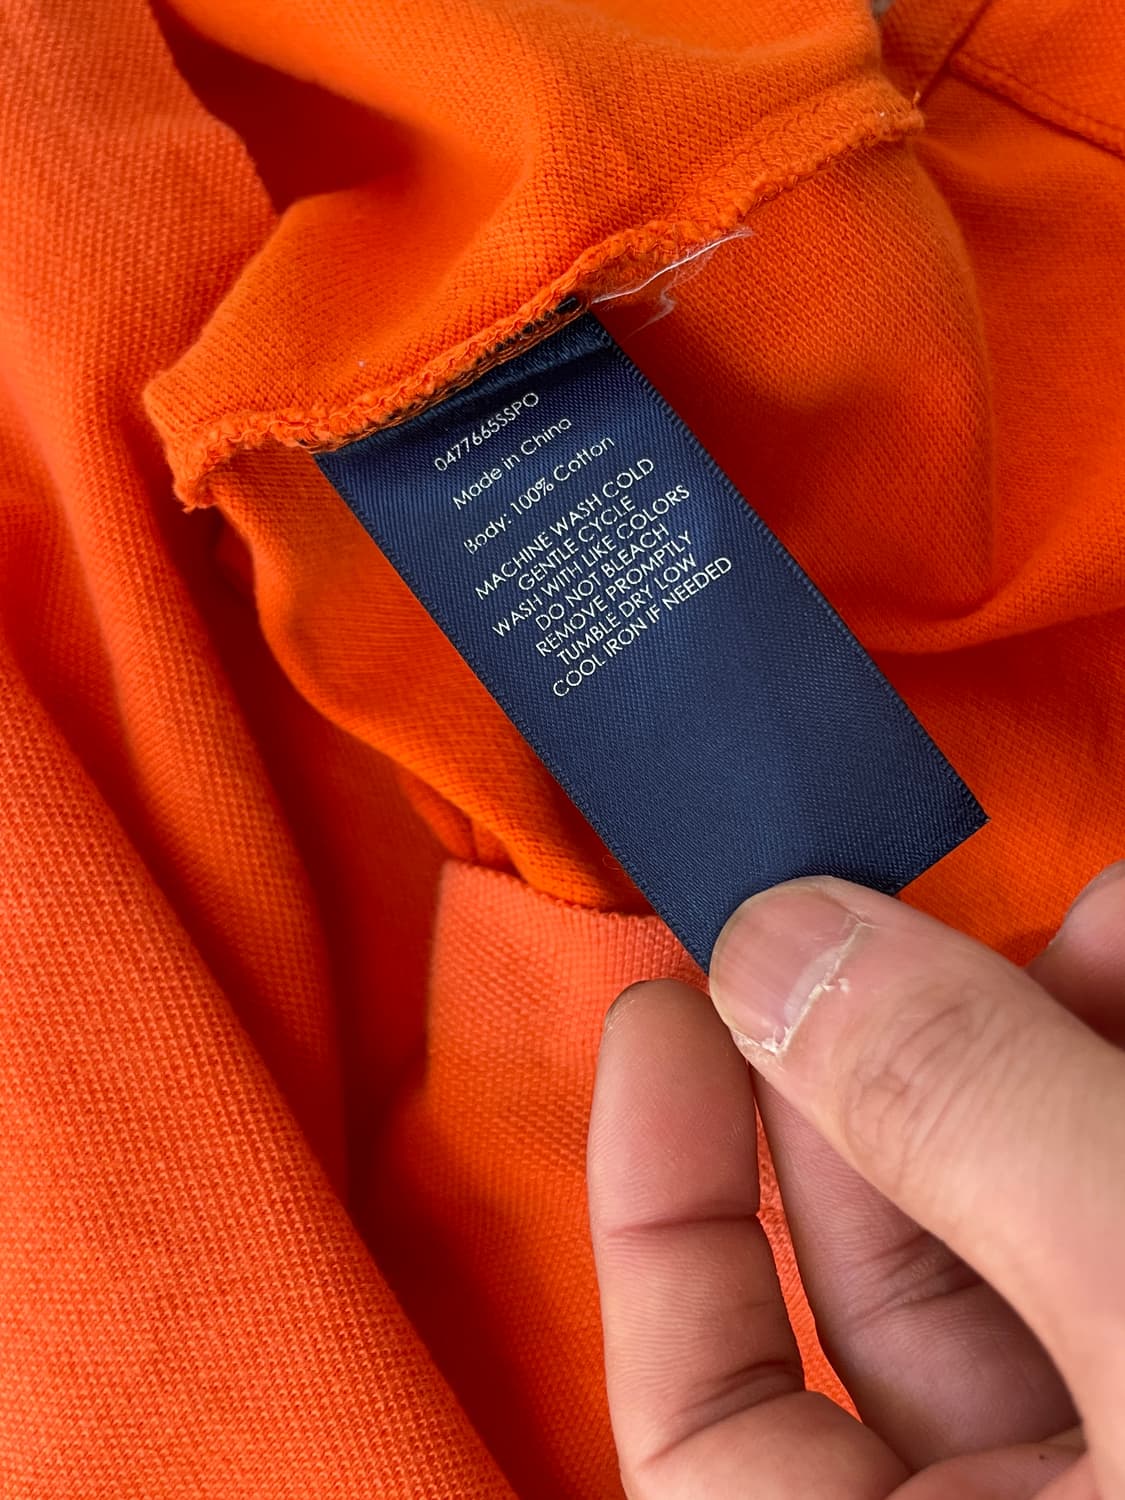 0477665SSPO
Made in China
Body: 100% Cotton
MACHINE WASH COLD
GENTLE CYCLE
WASH WITH LIKE COLORS
DO NOT BLEACH
REMOVE PROMPTLY
TUMBLE DRY LOW
COOL IRON IF NEEDED